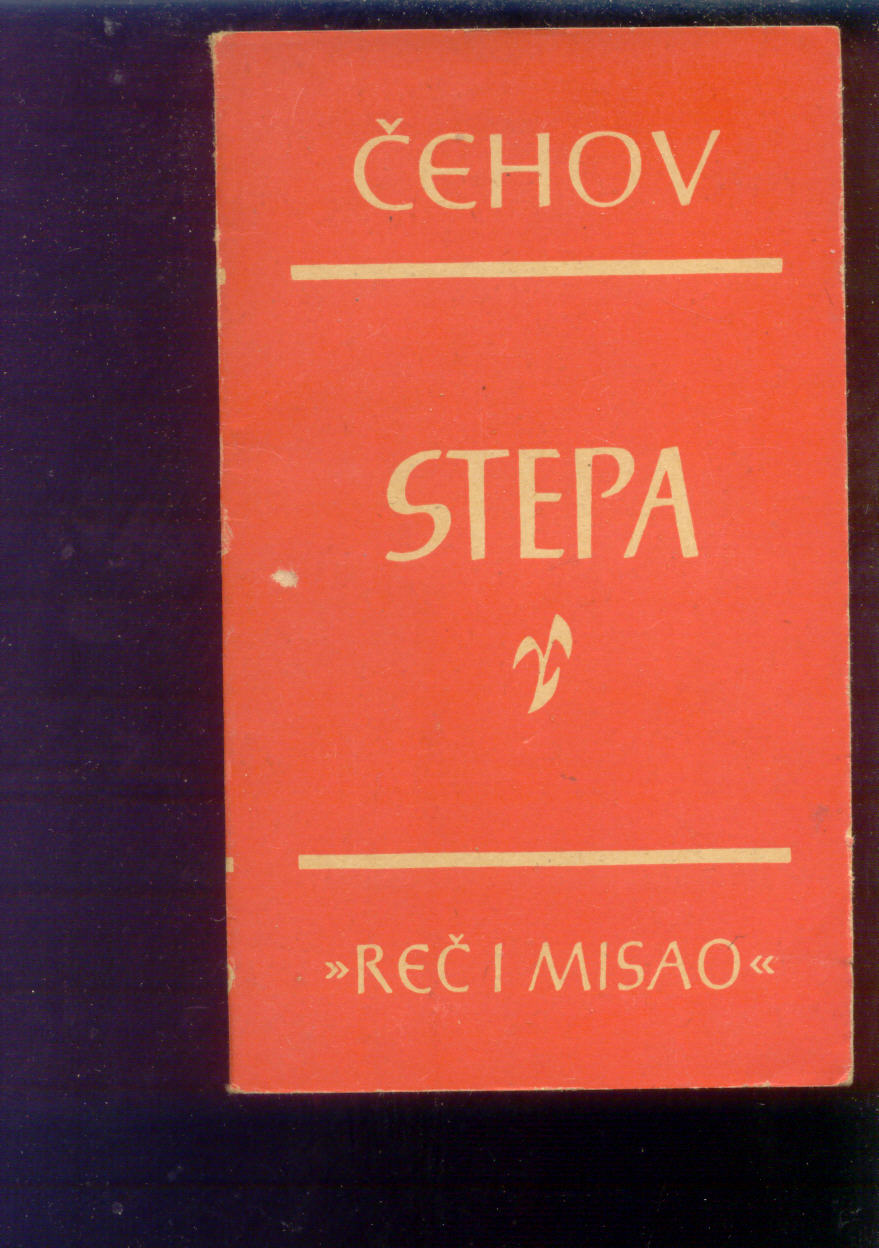 ČEHOV
STEPA
»REČ I MISAO«